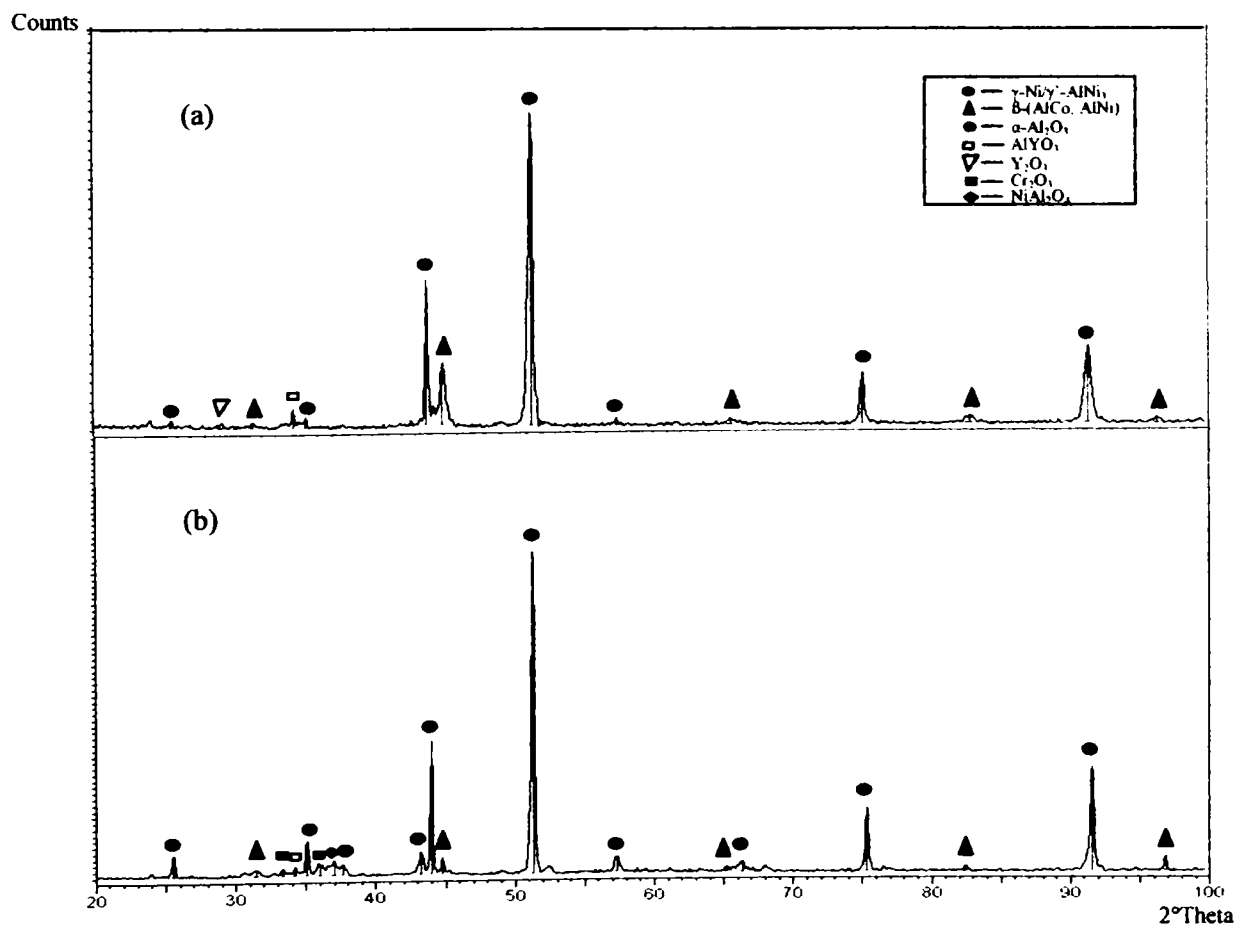 Counts
(a)
γ-Ni/γ'-AlNi₃
β-(AlCo, AlNi)
α-Al₂O₃
AlYO₃
Y₂O₃
Cr₂O₃
NiAl₂O₄
(b)
20 30 40 50 60 70 80 90 100
2°Theta